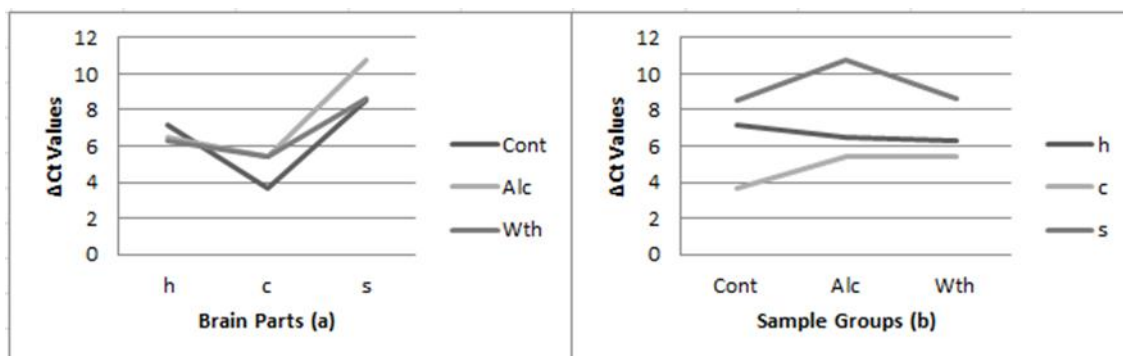 ΔCt Values
12
10
8
6
4
2
0
h c s
Brain Parts (a)
Cont
Alc
Wth
ΔCt Values
12
10
8
6
4
2
0
Cont Alc Wth
Sample Groups (b)
h
c
s